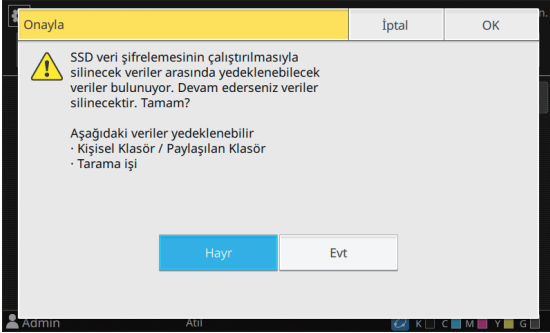 Onayla
İptal
OK
SSD veri şifrelemesinin çalıştırılmasıyla
silinecek veriler arasında yedeklenebilecek
veriler bulunuyor. Devam ederseniz veriler
silinecektir. Tamam?
Aşağıdaki veriler yedeklenebilir
· Kişisel Klasör / Paylaşılan Klasör
· Tarama işi
Hayr
Evt
Admin
Atıl
K
C
M
Y
G